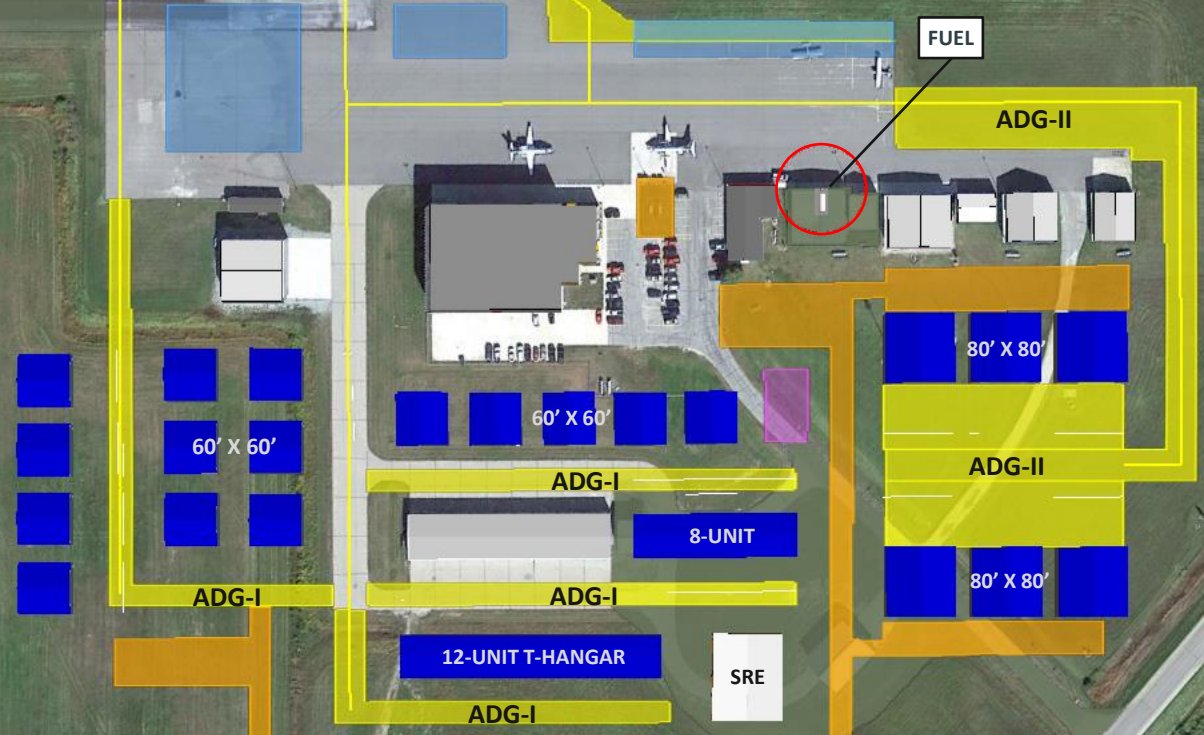 FUEL
ADG-II
80' X 80'
60' X 60'
60' X 60'
ADG-II
ADG-I
8-UNIT
80' X 80'
ADG-I
ADG-I
12-UNIT T-HANGAR
SRE
ADG-I